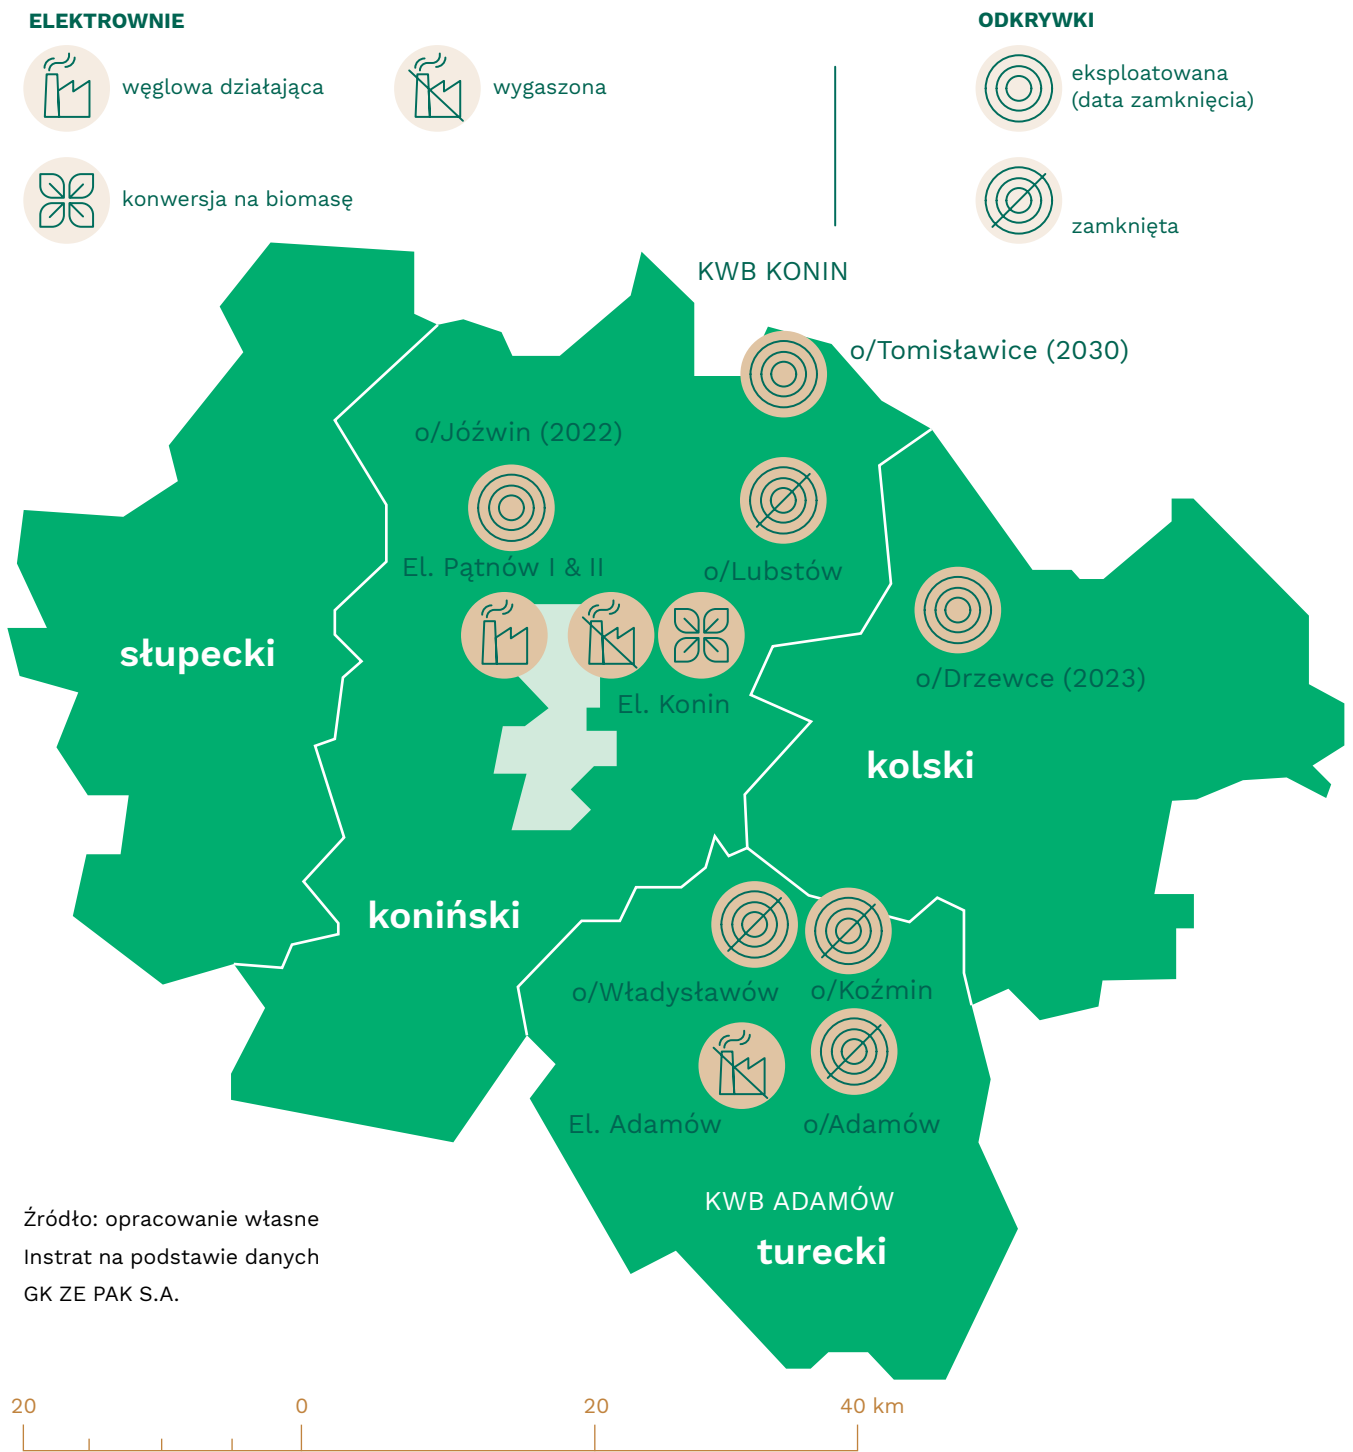 ELEKTROWNIE
węglowa działająca
wygaszona
konwersja na biomasę
ODKRYWKI
eksploatowana
(data zamknięcia)
zamknięta
KWB KONIN
o/Tomisławice (2030)
o/Jóźwin (2022)
El. Pątnów I & II
o/Lubstów
słupecki
El. Konin
o/Drzewce (2023)
kolski
koniński
o/Władysławów
o/Koźmin
El. Adamów
o/Adamów
KWB ADAMÓW
turecki
Źródło: opracowanie własne
Instrat na podstawie danych
GK ZE PAK S.A.
20 0 20 40 km